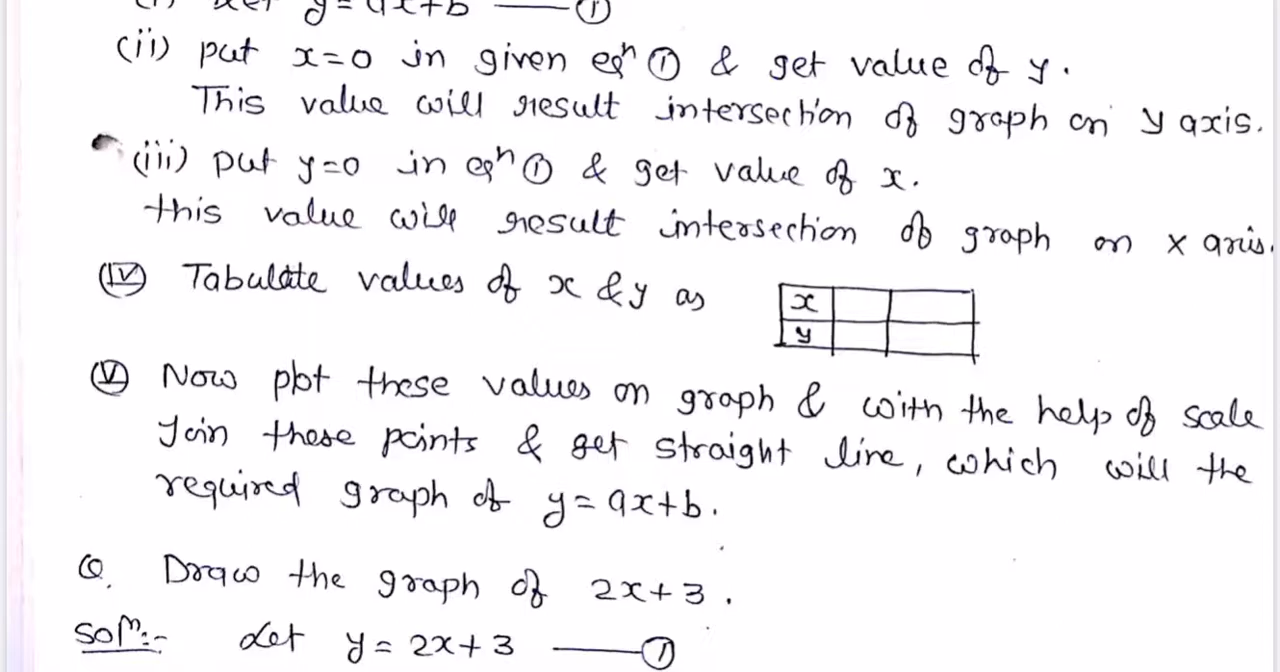 (i) Let y = ax+b ——— ①
(ii) put x=0 in given eqn ① & get value of y.
This value will result intersection of graph on y axis.
(iii) put y=0 in eqn ① & get value of x.
this value will result intersection of graph on x axis.
(IV) Tabulate values of x & y as
x
y
(V) Now plot these values on graph & with the help of scale
Join these points & get straight line, which will the
required graph of y = ax+b.
Q. Draw the graph of 2x+3.
Soln:- Let y = 2x+3 ——— ①